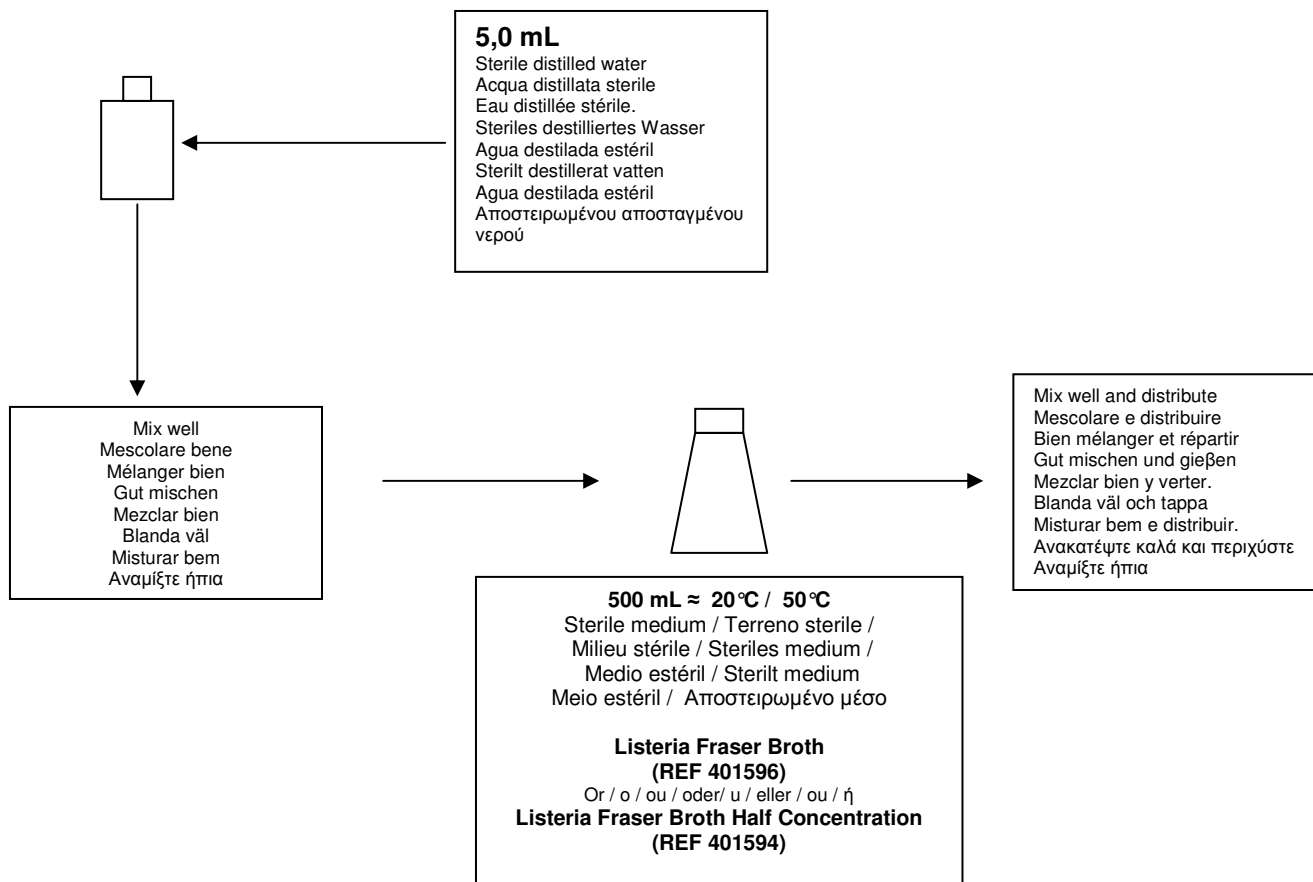 5,0 mL
Sterile distilled water
Acqua distillata sterile
Eau distillée stérile.
Steriles destilliertes Wasser
Agua destilada estéril
Sterilt destillerat vatten
Agua destilada estéril
Αποστειρωμένου αποσταγμένου
νερού
Mix well
Mescolare bene
Mélanger bien
Gut mischen
Mezclar bien
Blanda väl
Misturar bem
Αναμίξτε ήπια
500 mL ≈ 20°C / 50°C
Sterile medium / Terreno sterile /
Milieu stérile / Steriles medium /
Medio estéril / Sterilt medium
Meio estéril / Αποστειρωμένο μέσο
Listeria Fraser Broth
(REF 401596)
Or / o / ou / oder/ u / eller / ou / ή
Listeria Fraser Broth Half Concentration
(REF 401594)
Mix well and distribute
Mescolare e distribuire
Bien mélanger et répartir
Gut mischen und gieβen
Mezclar bien y verter.
Blanda väl och tappa
Misturar bem e distribuir.
Ανακατέψτε καλά και περιχύστε
Αναμίξτε ήπια